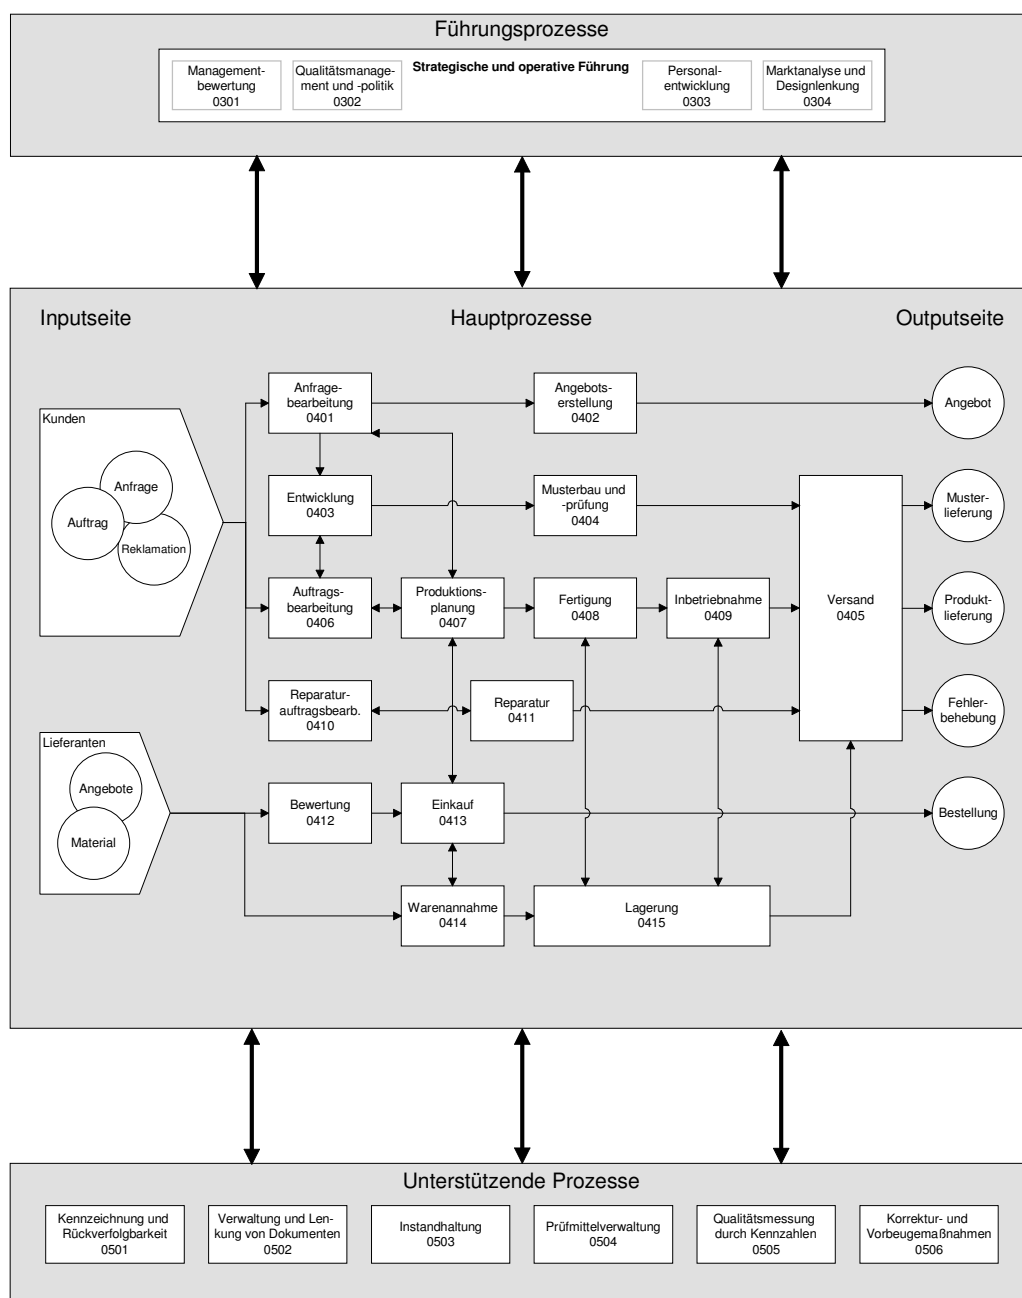 Führungsprozesse
Strategische und operative Führung
Management-
bewertung
0301
Qualitätsmanage-
ment und -politik
0302
Personal-
entwicklung
0303
Marktanalyse und
Designlenkung
0304
Inputseite
Hauptprozesse
Outputseite
Kunden
Anfrage
Auftrag
Reklamation
Anfrage-
bearbeitung
0401
Angebots-
erstellung
0402
Angebot
Entwicklung
0403
Musterbau und
-prüfung
0404
Muster-
lieferung
Auftrags-
bearbeitung
0406
Produktions-
planung
0407
Fertigung
0408
Inbetriebnahme
0409
Versand
0405
Produkt-
lieferung
Reparatur-
auftragsbearb.
0410
Reparatur
0411
Fehler-
behebung
Lieferanten
Angebote
Material
Bewertung
0412
Einkauf
0413
Bestellung
Warenannahme
0414
Lagerung
0415
Unterstützende Prozesse
Kennzeichnung und
Rückverfolgbarkeit
0501
Verwaltung und Len-
kung von Dokumenten
0502
Instandhaltung
0503
Prüfmittelverwaltung
0504
Qualitätsmessung
durch Kennzahlen
0505
Korrektur- und
Vorbeugemaßnahmen
0506